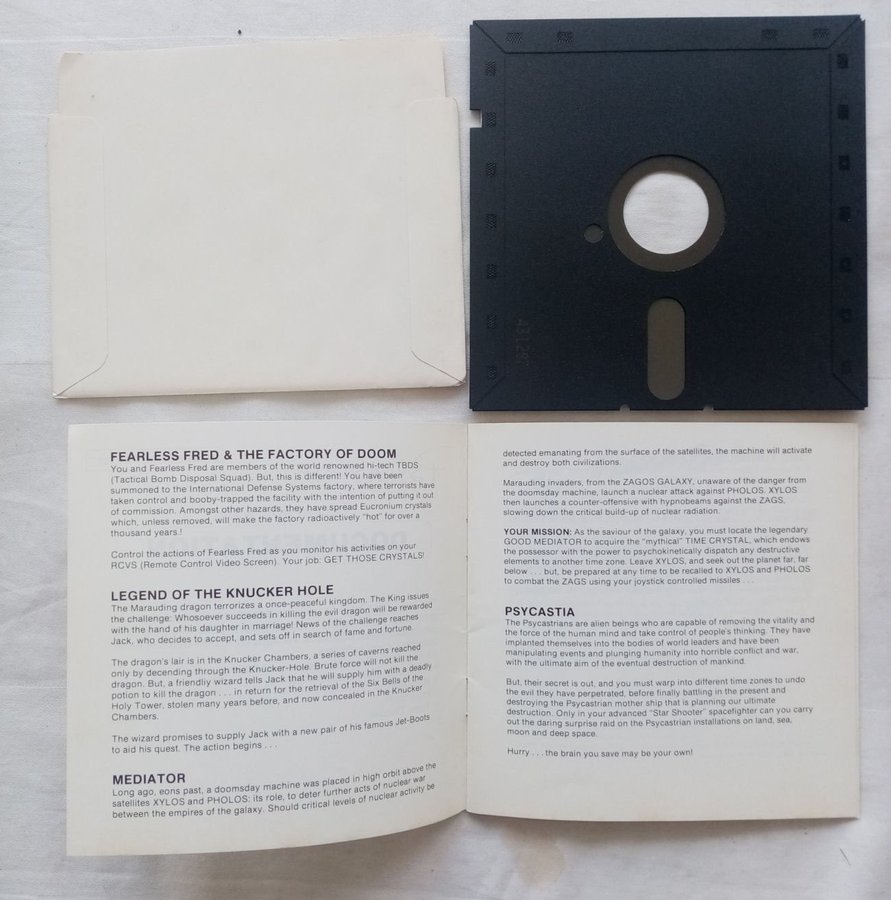 FEARLESS FRED & THE FACTORY OF DOOM
You and Fearless Fred are members of the world renowned hi-tech TBDS
(Tactical Bomb Disposal Squad). But, this is different! You have been
summoned to the International Defense Systems factory, where terrorists have
taken control and booby-trapped the facility with the intention of putting it out
of commission. Amongst other hazards, they have spread Eucronium crystals
which, unless removed, will make the factory radioactively "hot" for over a
thousand years!
Control the actions of Fearless Fred as you monitor his activities on your
RCVS (Remote Control Video Screen). Your job: GET THOSE CRYSTALS!
LEGEND OF THE KNUCKER HOLE
The Marauding dragon terrorizes a once-peaceful kingdom. The King issues
the challenge: Whosoever succeeds in killing the evil dragon will be rewarded
with the hand of his daughter in marriage! News of the challenge reaches
Jack, who decides to accept, and sets off in search of fame and fortune.
The dragon's lair is in the Knucker Chambers, a series of caverns reached
only by decending through the Knucker-Hole. Brute force will not kill the
dragon. But, a friendliy wizard tells Jack that he will supply him with a deadly
potion to kill the dragon . . . in return for the retrieval of the Six Bells of the
Holy Tower, stolen many years before, and now concealed in the Knucker
Chambers.
The wizard promises to supply Jack with a new pair of his famous Jet-Boots
to aid his quest. The action begins . . .
MEDIATOR
Long ago, eons past, a doomsday machine was placed in high orbit above the
satellites XYLOS and PHOLOS: its role, to deter further acts of nuclear war
between the empires of the galaxy. Should critical levels of nuclear activity be
detected emanating from the surface of the satellites, the machine will activate
and destroy both civilizations.
Marauding invaders, from the ZAGOS GALAXY, unaware of the danger from
the doomsday machine, launch a nuclear attack against PHOLOS. XYLOS
then launches a counter-offensive with hypnobeams against the ZAGS,
slowing down the critical build-up of nuclear radiation.
YOUR MISSION: As the saviour of the galaxy, you must locate the legendary
GOOD MEDIATOR to acquire the "mythical" TIME CRYSTAL, which endows
the possessor with the power to psychokinetically dispatch any destructive
elements to another time zone. Leave XYLOS, and seek out the planet far, far
below . . . but, be prepared at any time to be recalled to XYLOS and PHOLOS
to combat the ZAGS using your joystick controlled missiles . . .
PSYCASTIA
The Psycastrians are alien beings who are capable of removing the vitality and
the force of the human mind and take control of people's thinking. They have
implanted themselves into the bodies of world leaders and have been
manipulating events and plunging humanity into horrible conflict and war,
with the ultimate aim of the eventual destruction of mankind.
But, their secret is out, and you must warp into different time zones to undo
the evil they have perpetrated, before finally battling in the present and
destroying the Psycastrian mother ship that is planning our ultimate
destruction. Only in your advanced "Star Shooter" spacefighter can you carry
out the daring surprise raid on the Psycastrian installations on land, sea,
moon and deep space.
Hurry . . . the brain you save may be your own!